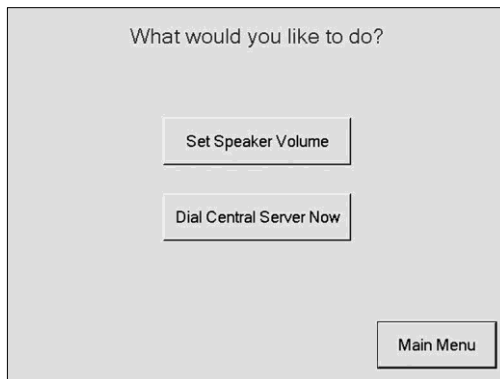 What would you like to do?
Set Speaker Volume
Dial Central Server Now
Main Menu